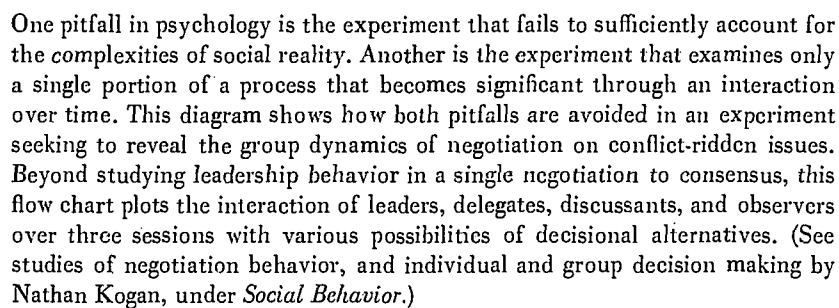 One pitfall in psychology is the experiment that fails to sufficiently account for
the complexities of social reality. Another is the experiment that examines only
a single portion of a process that becomes significant through an interaction
over time. This diagram shows how both pitfalls are avoided in an experiment
seeking to reveal the group dynamics of negotiation on conflict-ridden issues.
Beyond studying leadership behavior in a single negotiation to consensus, this
flow chart plots the interaction of leaders, delegates, discussants, and observers
over three sessions with various possibilities of decisional alternatives. (See
studies of negotiation behavior, and individual and group decision making by
Nathan Kogan, under Social Behavior.)